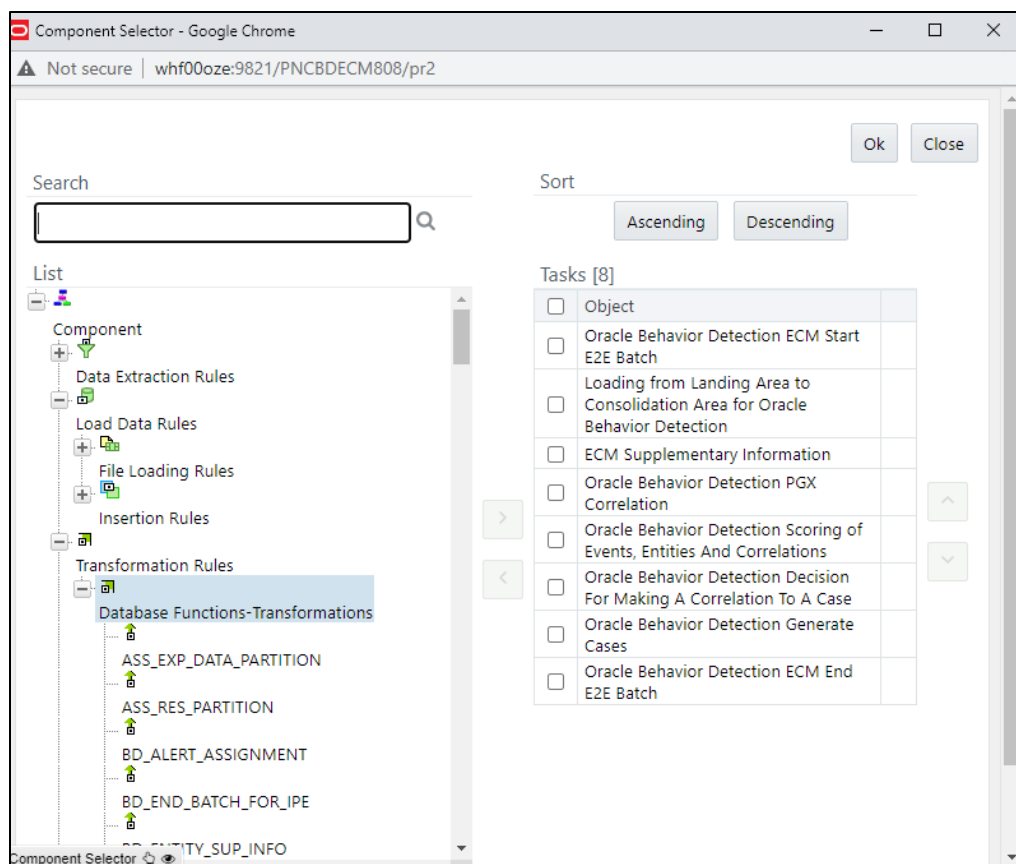 Component Selector - Google Chrome
Not secure | whf00oze:9821/PNCBDECM808/pr2
Ok
Close
Search
Sort
Ascending
Descending
List
Component
Data Extraction Rules
Load Data Rules
File Loading Rules
Insertion Rules
Transformation Rules
Database Functions-Transformations
ASS_EXP_DATA_PARTITION
ASS_RES_PARTITION
BD_ALERT_ASSIGNMENT
BD_END_BATCH_FOR_IPE
BD_ENTITY_SUP_INFO
Tasks [8]
Object
Oracle Behavior Detection ECM Start
E2E Batch
Loading from Landing Area to
Consolidation Area for Oracle
Behavior Detection
ECM Supplementary Information
Oracle Behavior Detection PGX
Correlation
Oracle Behavior Detection Scoring of
Events, Entities And Correlations
Oracle Behavior Detection Decision
For Making A Correlation To A Case
Oracle Behavior Detection Generate
Cases
Oracle Behavior Detection ECM End
E2E Batch
Component Selector